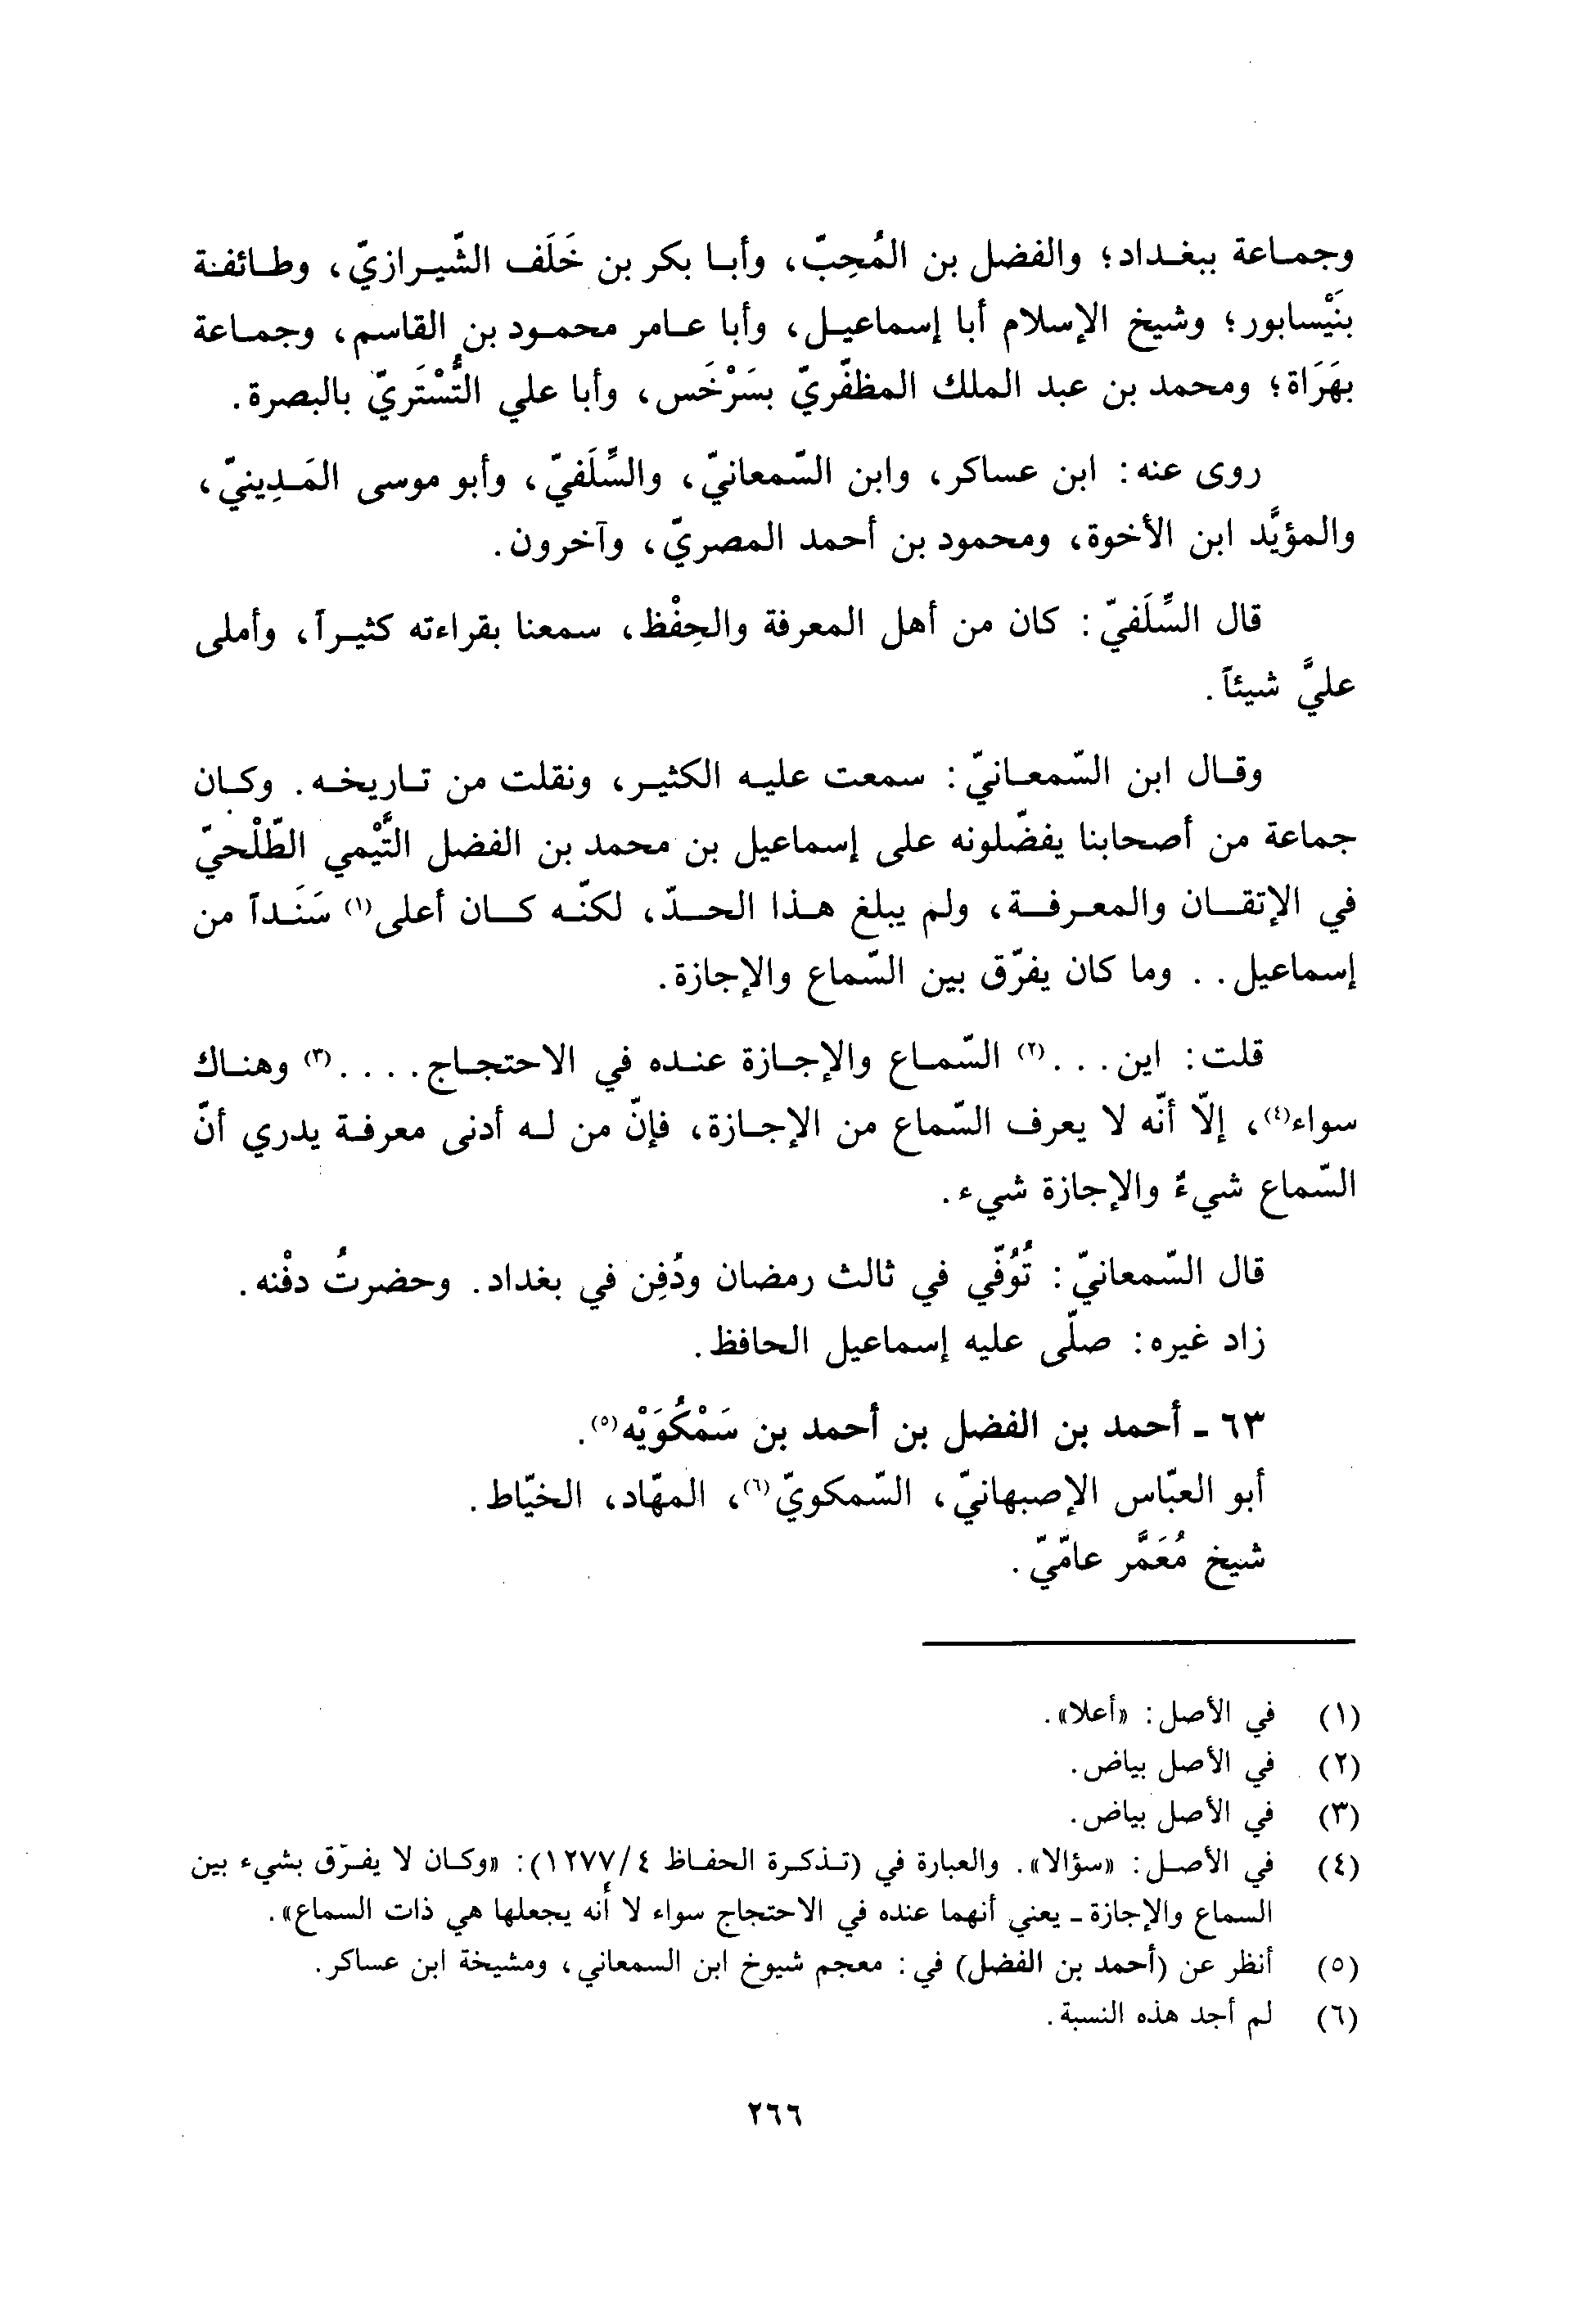 وجماعة ببغداد؛ والفضل بن المُحِبّ، وأبا بكر بن خَلَف الشّيرازيّ، وطائفة
بنَيْسابور؛ وشيخ الإسلام أبا إسماعيل، وأبا عامر محمود بن القاسم، وجماعة
بهَرَاة؛ ومحمد بن عبد الملك المظفّريّ بسَرْخَس، وأبا علي التُّسْتَريّ بالبصرة.
روى عنه: ابن عساكر، وابن السّمعانيّ، والسِّلَفيّ، وأبو موسى المَدِينيّ،
والمؤيَّد ابن الأخوة، ومحمود بن أحمد المصريّ، وآخرون.
قال السِّلَفيّ: كان من أهل المعرفة والحِفْظ، سمعنا بقراءته كثيراً، وأملى
عليَّ شيئاً.
وقال ابن السّمعانيّ: سمعت عليه الكثير، ونقلت من تاريخه. وكان
جماعة من أصحابنا يفضّلونه على إسماعيل بن محمد بن الفضل التَّيْمي الطّلْحيّ
في الإتقان والمعرفة، ولم يبلغ هذا الحدّ، لكنّه كان أعلى(١) سَنَداً من
إسماعيل.. وما كان يفرّق بين السّماع والإجازة.
قلت: اين...(٢) السّماع والإجازة عنده في الاحتجاج....(٣) وهناك
سواء(٤)، إلّا أنّه لا يعرف السّماع من الإجازة، فإنّ من له أدنى معرفة يدري أنّ
السّماع شيءٌ والإجازة شيء.
قال السّمعانيّ: تُوُفّي في ثالث رمضان ودُفِن في بغداد. وحضرتُ دفْنه.
زاد غيره: صلّى عليه إسماعيل الحافظ.
٦٣ - أحمد بن الفضل بن أحمد بن سَمْكُوَيْه(٥).
أبو العبّاس الإصبهانيّ، السّمكويّ(٦)، المهّاد، الخيّاط.
شيخ مُعَمَّر عامّيّ.
(١) في الأصل: «أعلا».
(٢) في الأصل بياض.
(٣) في الأصل بياض.
(٤) في الأصل: «سؤالا». والعبارة في (تذكرة الحفاظ ٤/١٢٧٧): «وكان لا يفرّق بشيء بين
السماع والإجازة - يعني أنهما عنده في الاحتجاج سواء لا أنه يجعلها هي ذات السماع».
(٥) أنظر عن (أحمد بن الفضل) في: معجم شيوخ ابن السمعاني، ومشيخة ابن عساكر.
(٦) لم أجد هذه النسبة.
٢٦٦